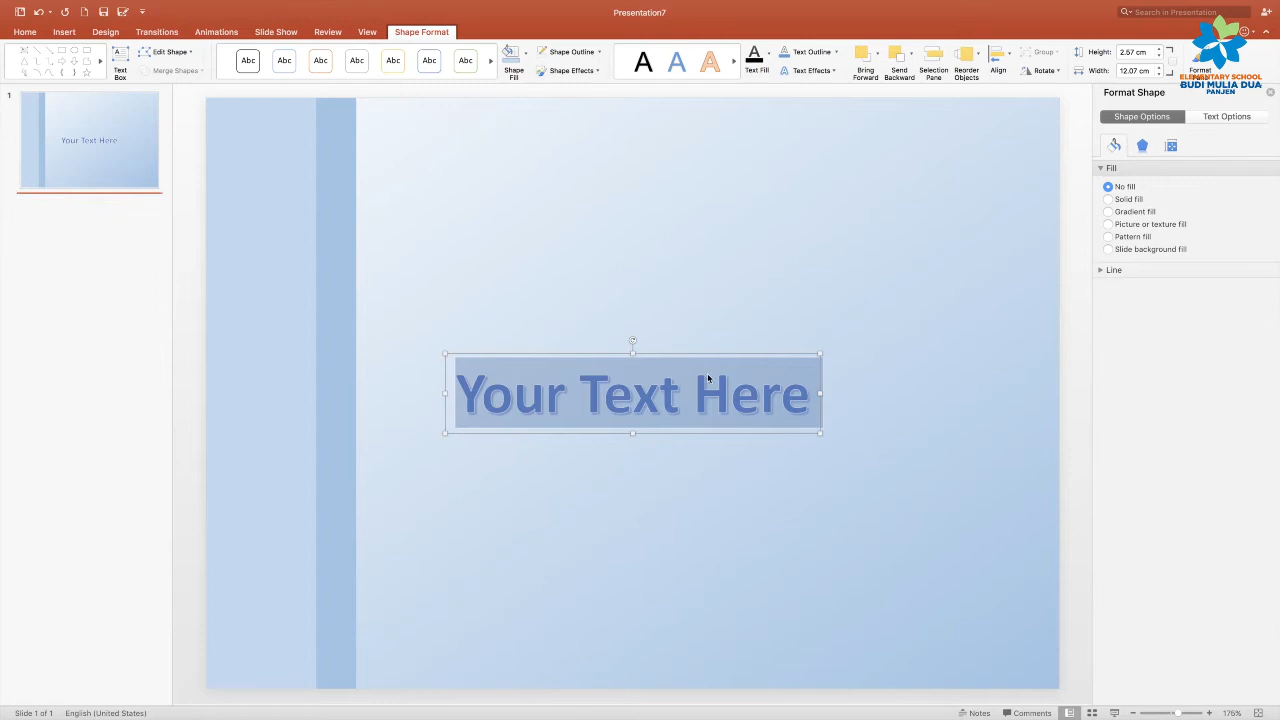 Presentation7
Search in Presentation
Home Insert Design Transitions Animations Slide Show Review View Shape Format
Abc Abc Abc Abc Abc Abc Abc
Text Box
Edit Shape
Merge Shapes
Shape Fill
Shape Outline
Shape Effects
A A A
Text Fill
Text Outline
Text Effects
Bring Forward
Send Backward
Selection Pane
Reorder Objects
Align
Group
Rotate
Height: 2.57 cm
Width: 12.07 cm
ELEMENTARY SCHOOL
BUDI MULIA DUA
PANJEN
1
Your Text Here
Your Text Here
Format Shape
Shape Options Text Options
Fill
No fill
Solid fill
Gradient fill
Picture or texture fill
Pattern fill
Slide background fill
Line
Slide 1 of 1 English (United States)
Notes Comments 176%